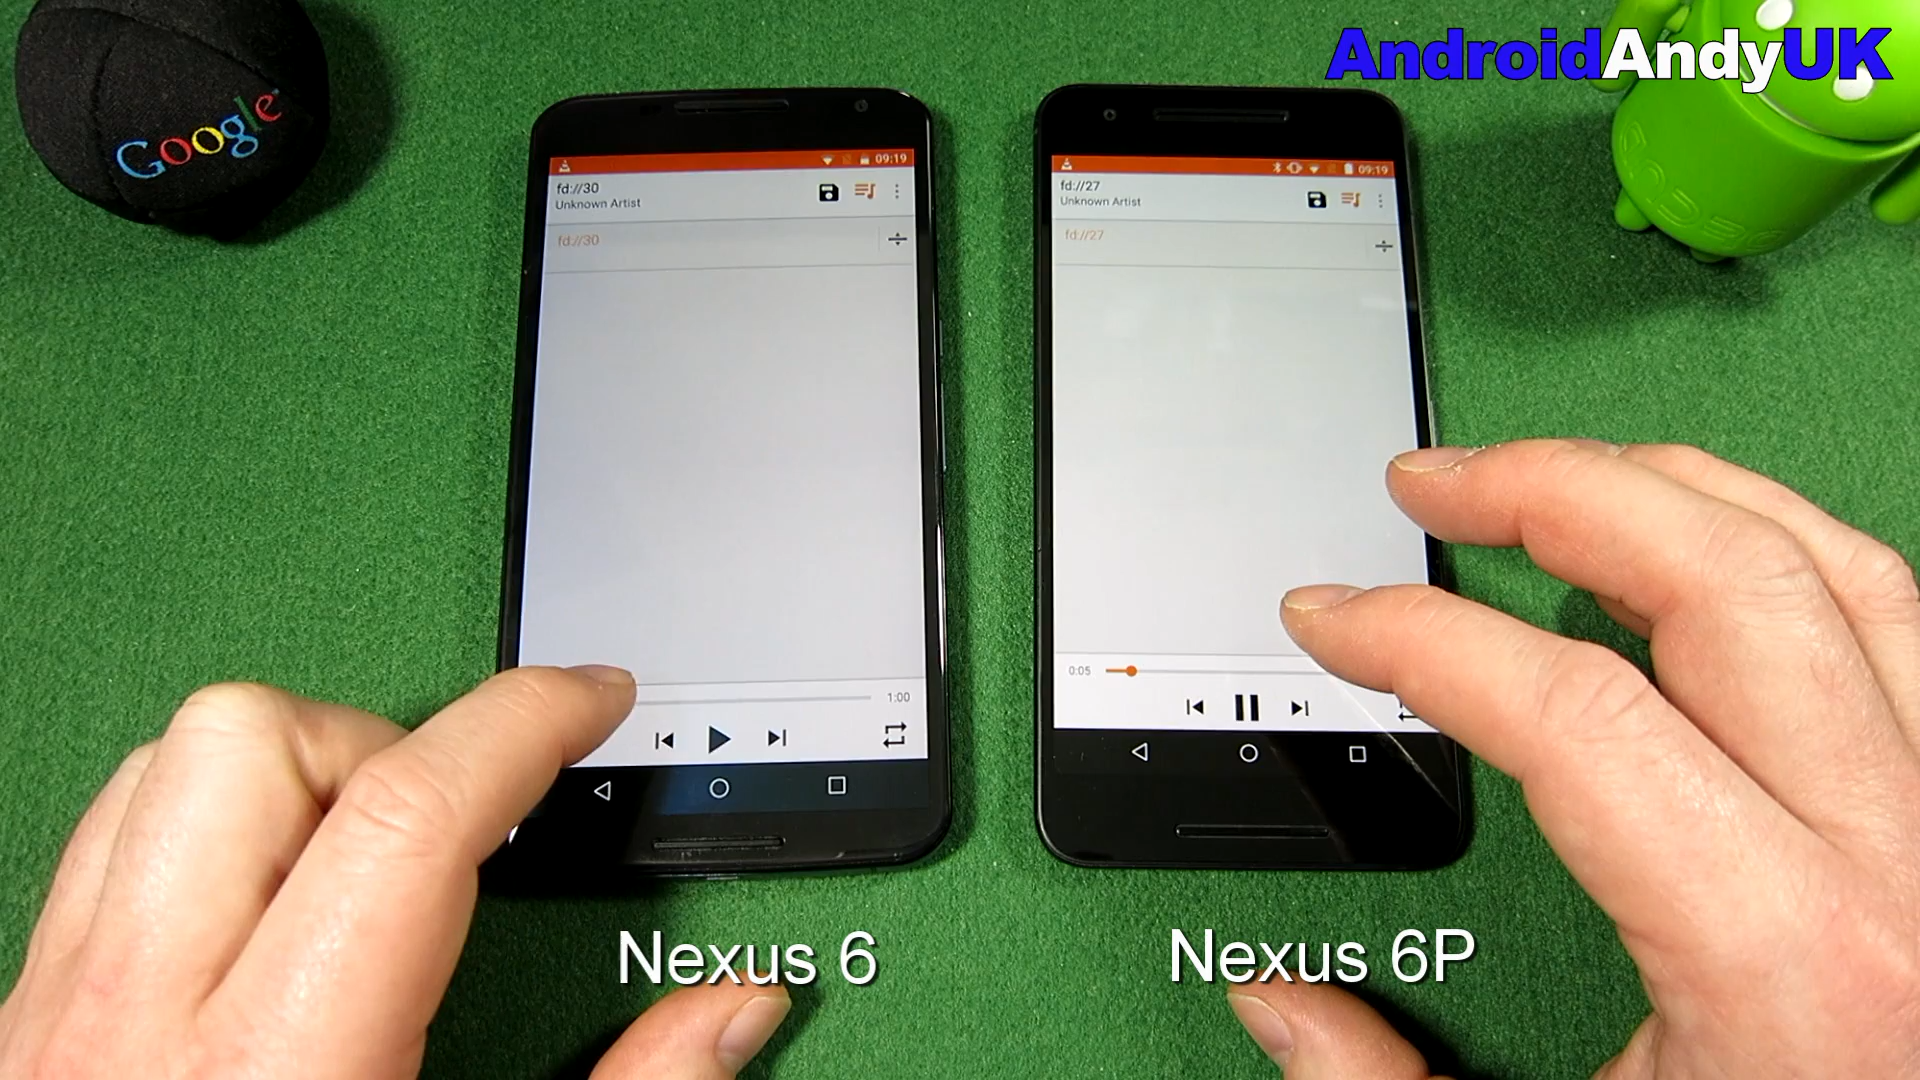 AndroidAndyUK
Google
09:19
fd://30
Unknown Artist
fd://30
1:00
09:19
fd://27
Unknown Artist
fd://27
0:05
Nexus 6
Nexus 6P